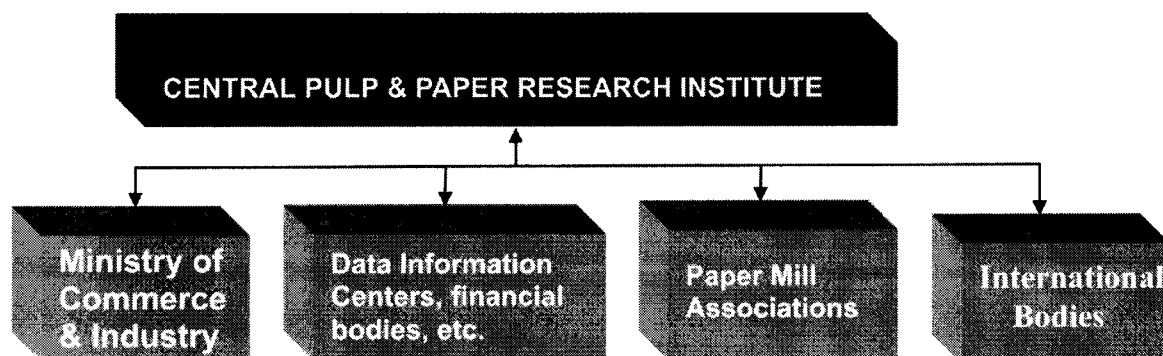 CENTRAL PULP & PAPER RESEARCH INSTITUTE
Ministry of
Commerce
& Industry
Data Information
Centers, financial
bodies, etc.
Paper Mill
Associations
International
Bodies